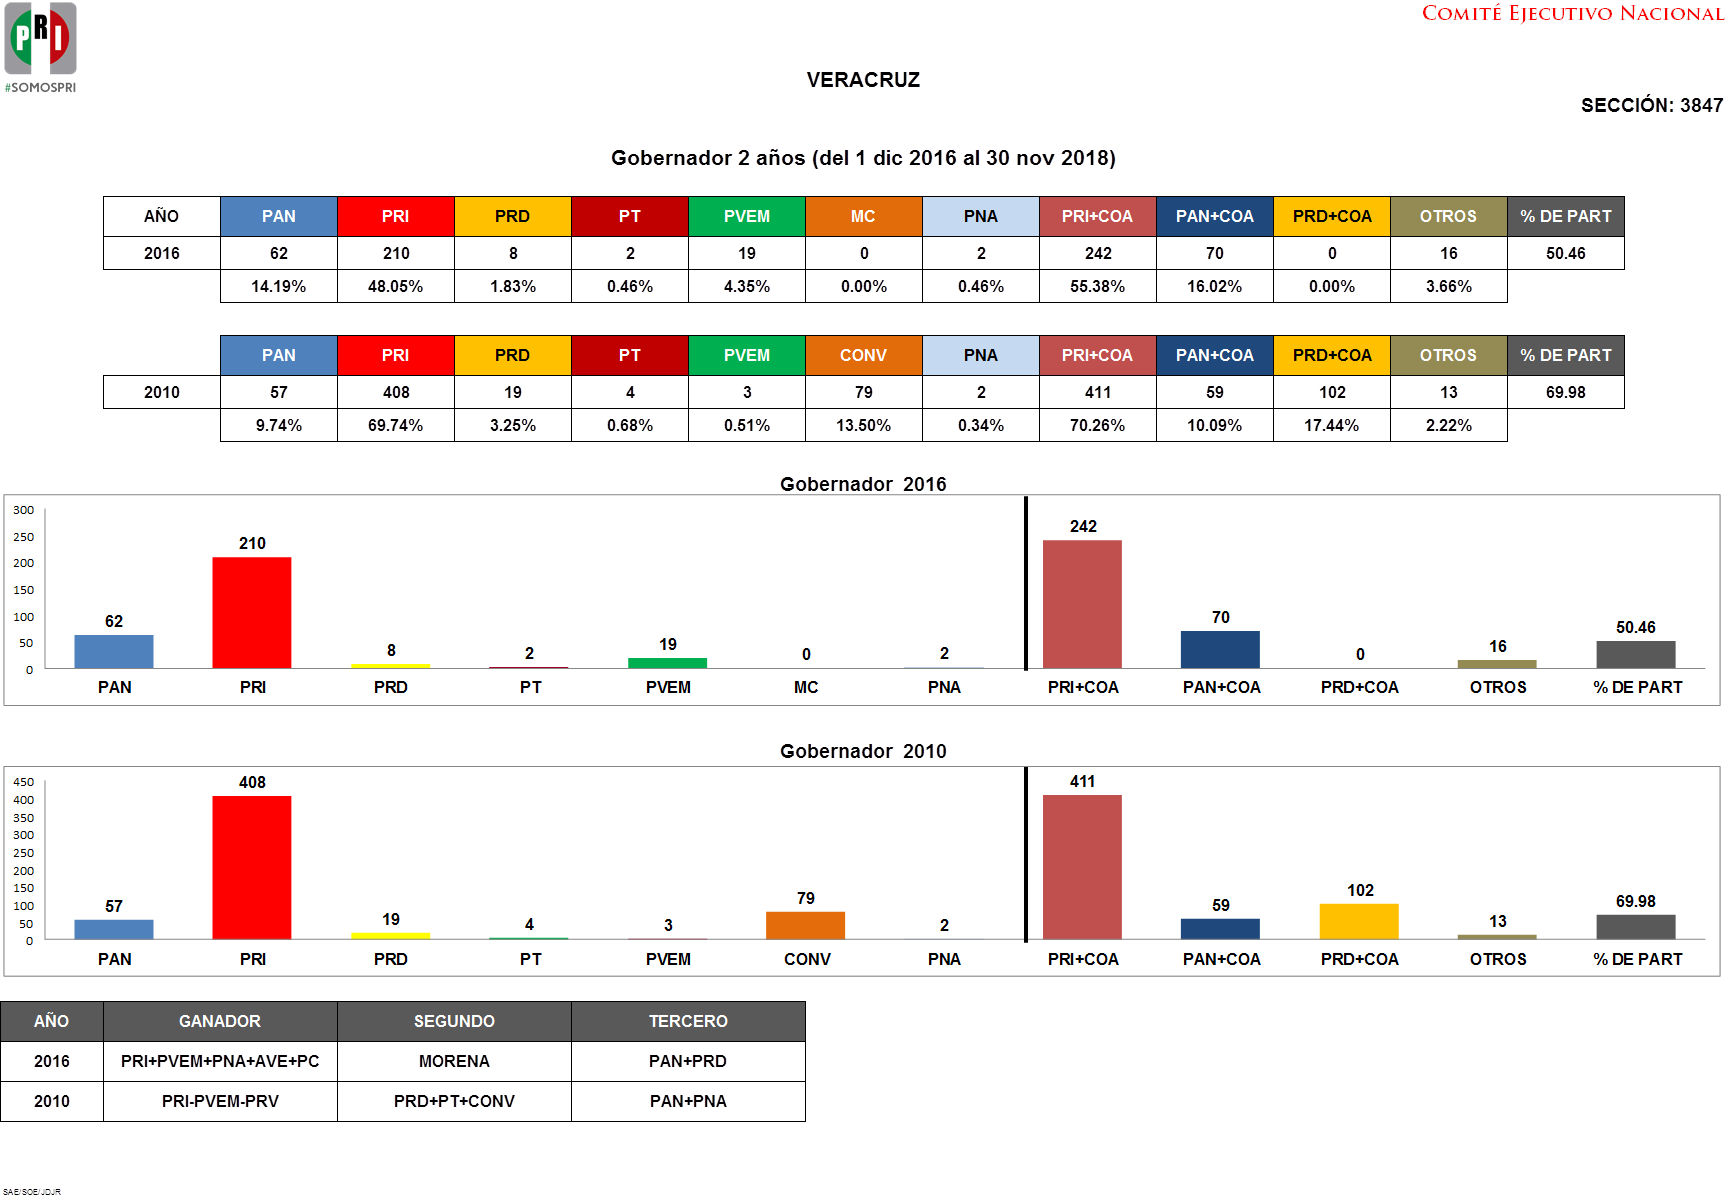 PRI
#SOMOSPRI
COMITÉ EJECUTIVO NACIONAL
VERACRUZ
SECCIÓN: 3847
Gobernador 2 años (del 1 dic 2016 al 30 nov 2018)
AÑO PAN PRI PRD PT PVEM MC PNA PRI+COA PAN+COA PRD+COA OTROS % DE PART
2016 62 210 8 2 19 0 2 242 70 0 16 50.46
14.19% 48.05% 1.83% 0.46% 4.35% 0.00% 0.46% 55.38% 16.02% 0.00% 3.66%
PAN PRI PRD PT PVEM CONV PNA PRI+COA PAN+COA PRD+COA OTROS % DE PART
2010 57 408 19 4 3 79 2 411 59 102 13 69.98
9.74% 69.74% 3.25% 0.68% 0.51% 13.50% 0.34% 70.26% 10.09% 17.44% 2.22%
Gobernador 2016
300
250
200
150
100
50
0
62 210 8 2 19 0 2 242 70 0 16 50.46
PAN PRI PRD PT PVEM MC PNA PRI+COA PAN+COA PRD+COA OTROS % DE PART
Gobernador 2010
450
400
350
300
250
200
150
100
50
0
57 408 19 4 3 79 2 411 59 102 13 69.98
PAN PRI PRD PT PVEM CONV PNA PRI+COA PAN+COA PRD+COA OTROS % DE PART
AÑO GANADOR SEGUNDO TERCERO
2016 PRI+PVEM+PNA+AVE+PC MORENA PAN+PRD
2010 PRI-PVEM-PRV PRD+PT+CONV PAN+PNA
SAE/SOE/JDJR